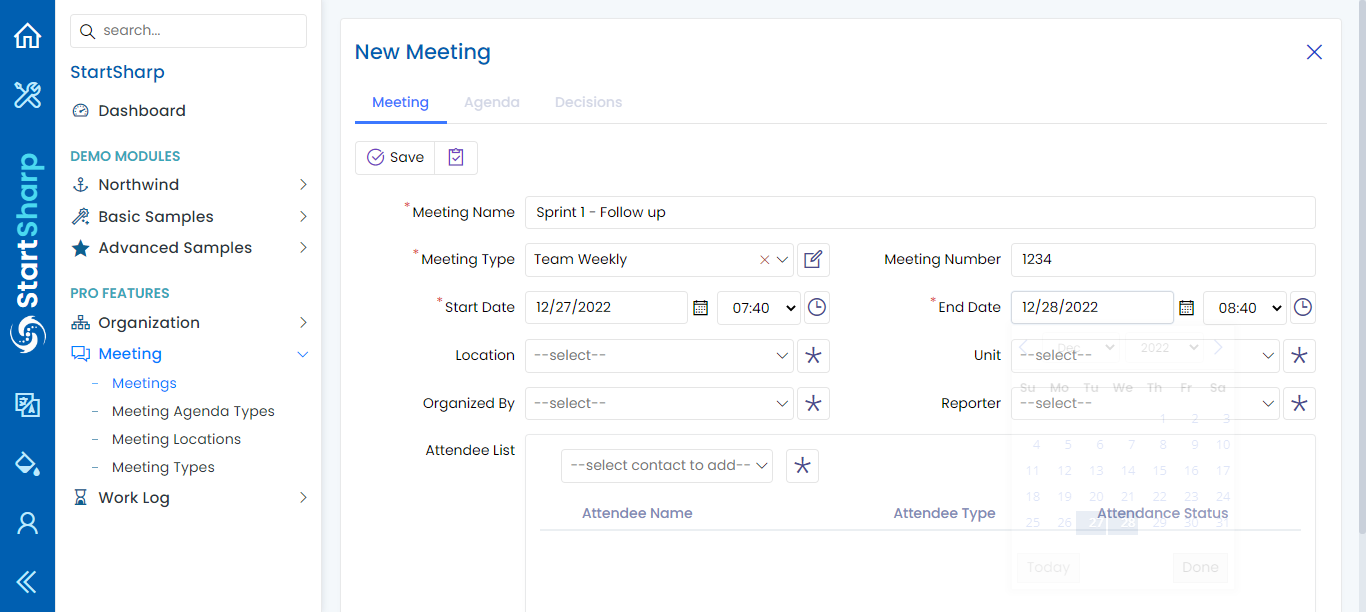 search...
StartSharp
Dashboard
DEMO MODULES
Northwind
Basic Samples
Advanced Samples
PRO FEATURES
Organization
Meeting
- Meetings
- Meeting Agenda Types
- Meeting Locations
- Meeting Types
Work Log
StartSharp
New Meeting
Meeting Agenda Decisions
Save
*Meeting Name Sprint 1 - Follow up
*Meeting Type Team Weekly Meeting Number 1234
*Start Date 12/27/2022 07:40 *End Date 12/28/2022 08:40
Location --select-- Unit --select--
Dec 2022
Organized By --select-- Reporter --select--
Su Mo Tu We Th Fr Sa
1 2 3
4 5 6 7 8 9 10
11 12 13 14 15 16 17
18 19 20 21 22 23 24
25 26 27 28 29 30 31
Today Done
Attendee List --select contact to add--
Attendee Name Attendee Type Attendance Status